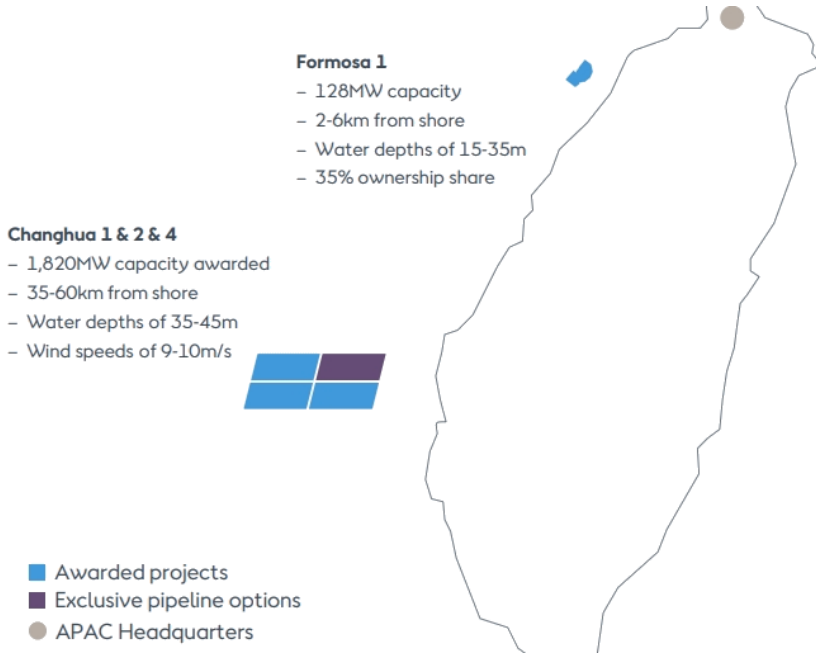 Formosa 1
– 128MW capacity
– 2-6km from shore
– Water depths of 15-35m
– 35% ownership share
Changhua 1 & 2 & 4
– 1,820MW capacity awarded
– 35-60km from shore
– Water depths of 35-45m
– Wind speeds of 9-10m/s
Awarded projects
Exclusive pipeline options
APAC Headquarters